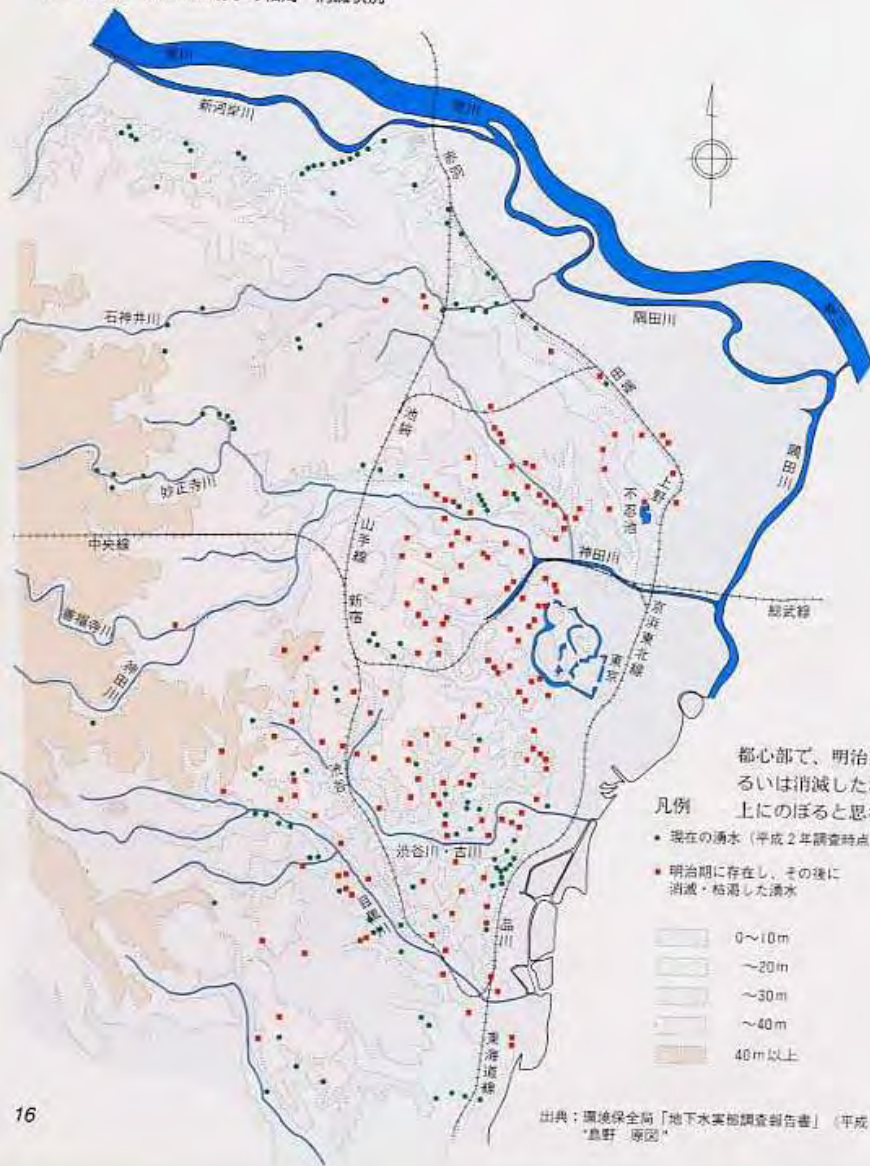 荒川
新河岸川
荒川
赤羽
石神井川
隅田川
荒川
田端
池袋
隅田川
上野
不忍池
妙正寺川
山手線
中央線
神田川
新宿
京浜東北線
総武線
善福寺川
神田川
東京
渋谷
都心部で、明治
るいは消滅した
上にのぼると思
凡例
現在の湧水（平成2年調査時点
明治期に存在し、その後に
消滅・枯渇した湧水
渋谷川・古川
目黒川
品川
0〜10m
〜20m
〜30m
〜40m
40m以上
東海道線
16
出典；環境保全局「地下水実態調査報告書」（平成
"島野 原図"